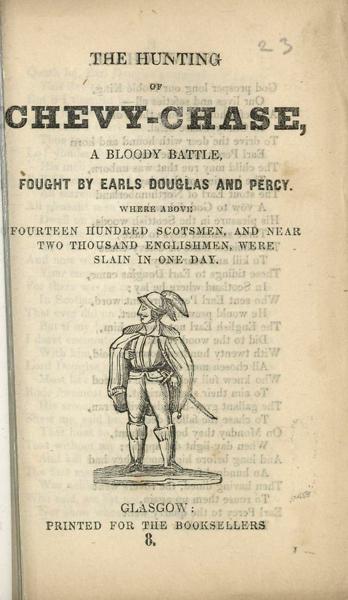 23
THE HUNTING
OF
CHEVY-CHASE,
A BLOODY BATTLE,
FOUGHT BY EARLS DOUGLAS AND PERCY.
WHERE ABOVE
FOURTEEN HUNDRED SCOTSMEN, AND NEAR
TWO THOUSAND ENGLISHMEN, WERE
SLAIN IN ONE DAY.
GLASGOW:
PRINTED FOR THE BOOKSELLERS
8.